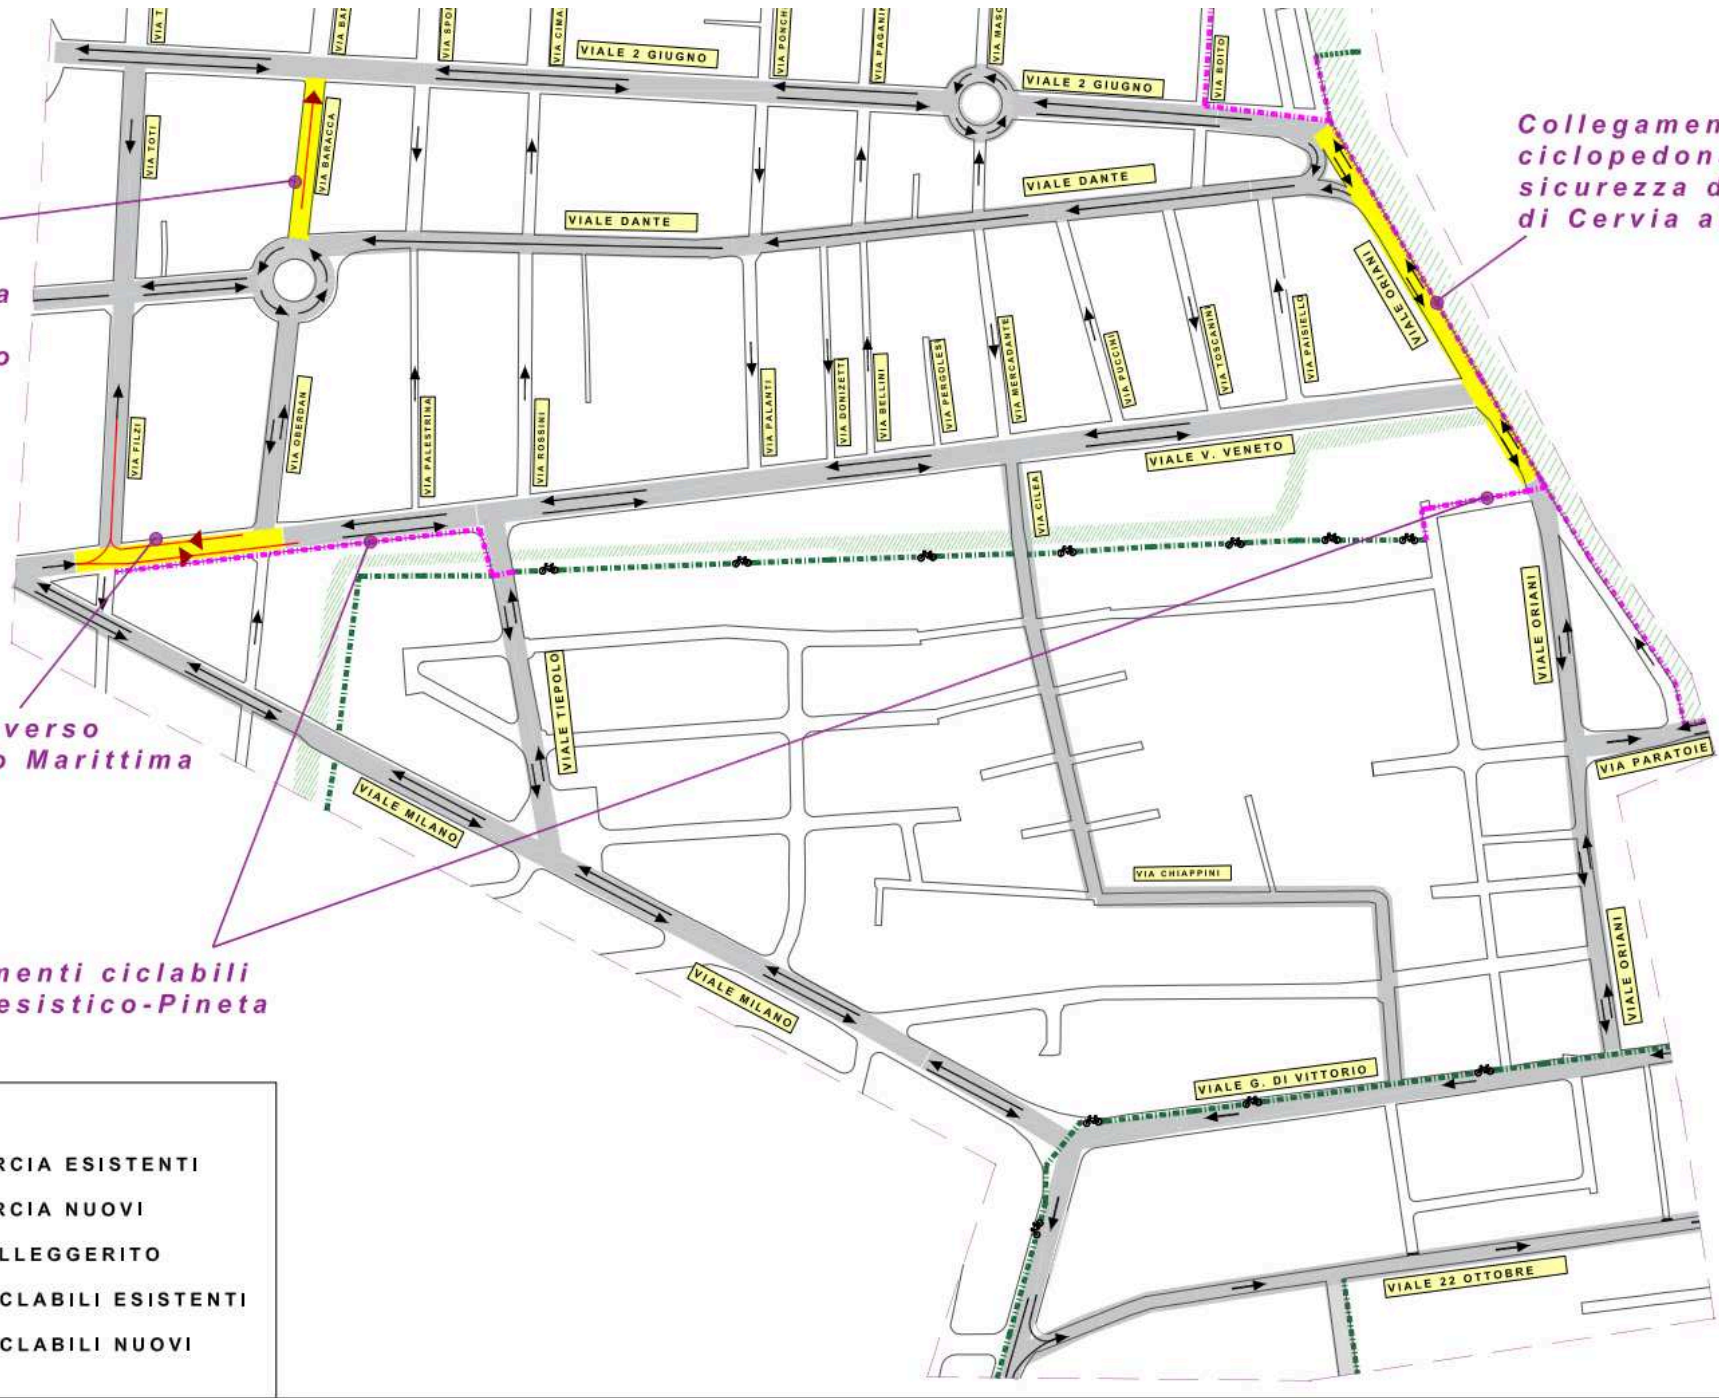 VIALE 2 GIUGNO
VIALE 2 GIUGNO
VIA BOITO
VIA TOTI
VIA BARACCA
VIALE DANTE
VIALE DANTE
Collegamen
ciclopedon
sicurezza d
di Cervia a
VIALE ORIANI
a
o
VIA FILZI
VIA OBERDAN
VIA PALESTRINA
VIA ROSSINI
VIA PALANTI
VIA DONIZETTI
VIA BELLINI
VIA PERGOLESI
VIA MERCADANTE
VIA PUCCINI
VIA TOSCANINI
VIA PAISIELLO
VIALE V. VENETO
VIA CILEA
VIALE TIEPOLO
VIALE ORIANI
VIA PARATOIE
verso
o Marittima
VIALE MILANO
VIA CHIAPPINI
VIALE ORIANI
menti ciclabili
esistico-Pineta
VIALE MILANO
VIALE G. DI VITTORIO
VIALE 22 OTTOBRE
RCIA ESISTENTI
RCIA NUOVI
LLEGGERITO
CLABILI ESISTENTI
CLABILI NUOVI